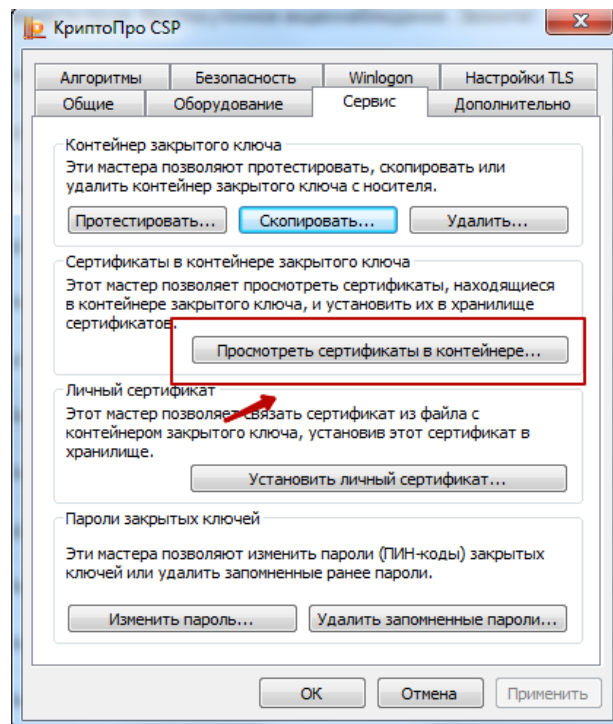 КриптоПро CSP
Алгоритмы Безопасность Winlogon Настройки TLS
Общие Оборудование Сервис Дополнительно
Контейнер закрытого ключа
Эти мастера позволяют протестировать, скопировать или
удалить контейнер закрытого ключа с носителя.
Протестировать... Скопировать... Удалить...
Сертификаты в контейнере закрытого ключа
Этот мастер позволяет просмотреть сертификаты, находящиеся
в контейнере закрытого ключа, и установить их в хранилище
сертификатов.
Просмотреть сертификаты в контейнере...
Личный сертификат
Этот мастер позволяет связать сертификат из файла с
контейнером закрытого ключа, установив этот сертификат в
хранилище.
Установить личный сертификат...
Пароли закрытых ключей
Эти мастера позволяют изменить пароли (ПИН-коды) закрытых
ключей или удалить запомненные ранее пароли.
Изменить пароль... Удалить запомненные пароли...
ОК Отмена Применить